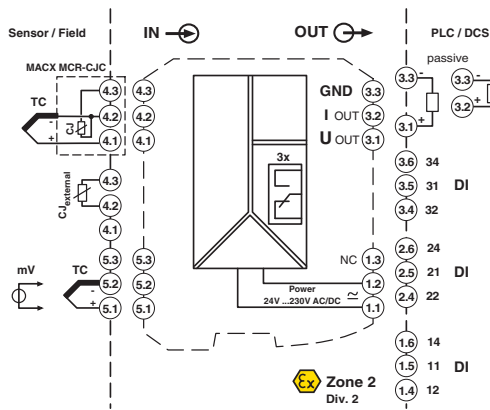 Sensor / Field
IN
OUT
PLC / DCS
MACX MCR-CJC
TC
-
+
CJ
4.3
4.2
4.1
4.3
4.2
4.1
CJexternal
4.3
4.2
4.1
mV
TC
-
+
5.3
5.2
5.1
5.3
5.2
5.1
3x
GND
I OUT
U OUT
3.3
3.2
3.1
NC
1.3
1.2
1.1
Power
24V ...230V AC/DC
passive
3.3
-
3.1
+
3.3
-
3.2
+
3.6 34
3.5 31 DI
3.4 32
2.6 24
2.5 21 DI
2.4 22
1.6 14
1.5 11 DI
1.4 12
Ex
Zone 2
Div. 2